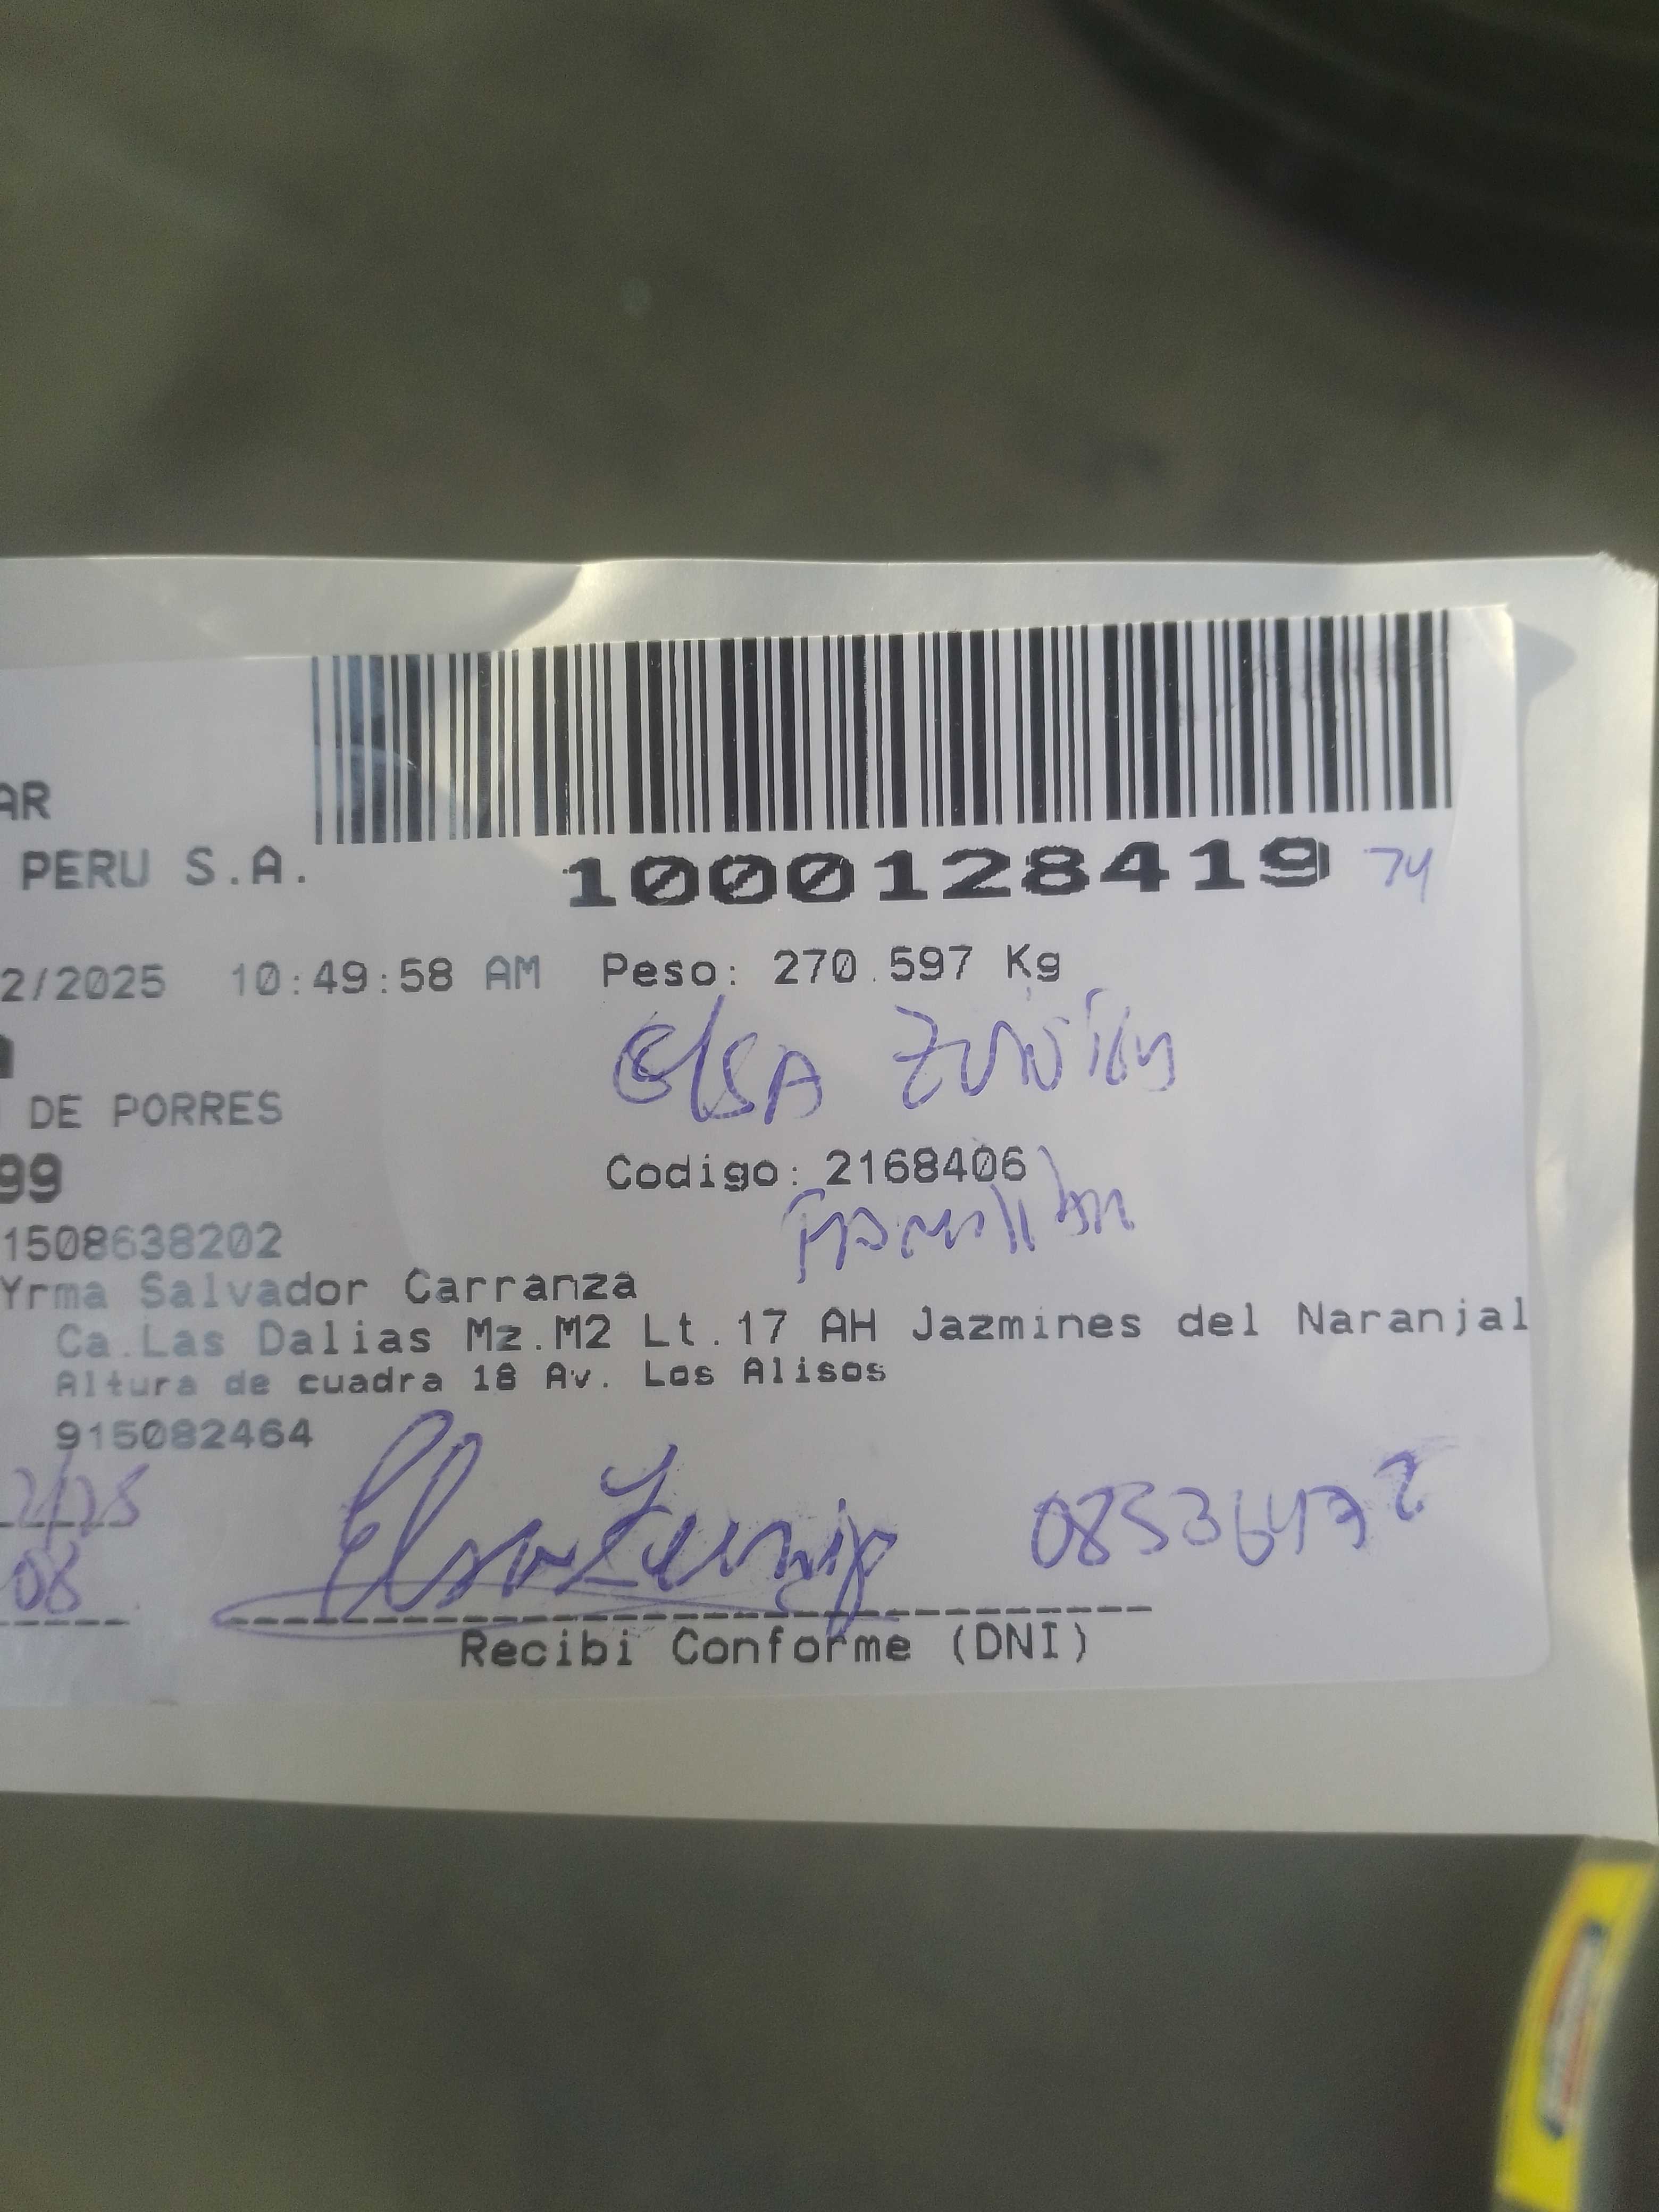 AR
PERU S.A.
1000128419 74
2/2025 10:49:58 AM Peso: 270.597 Kg
ElsA
DE PORRES
99
Codigo: 2168406
1508638202
Yrma Salvador Carranza
Ca.Las Dalias Mz.M2 Lt.17 AH Jazmines del Naranjal
Altura de cuadra 18 Av. Los Alisos
915082464
2/25
08
Recibi Conforme (DNI)